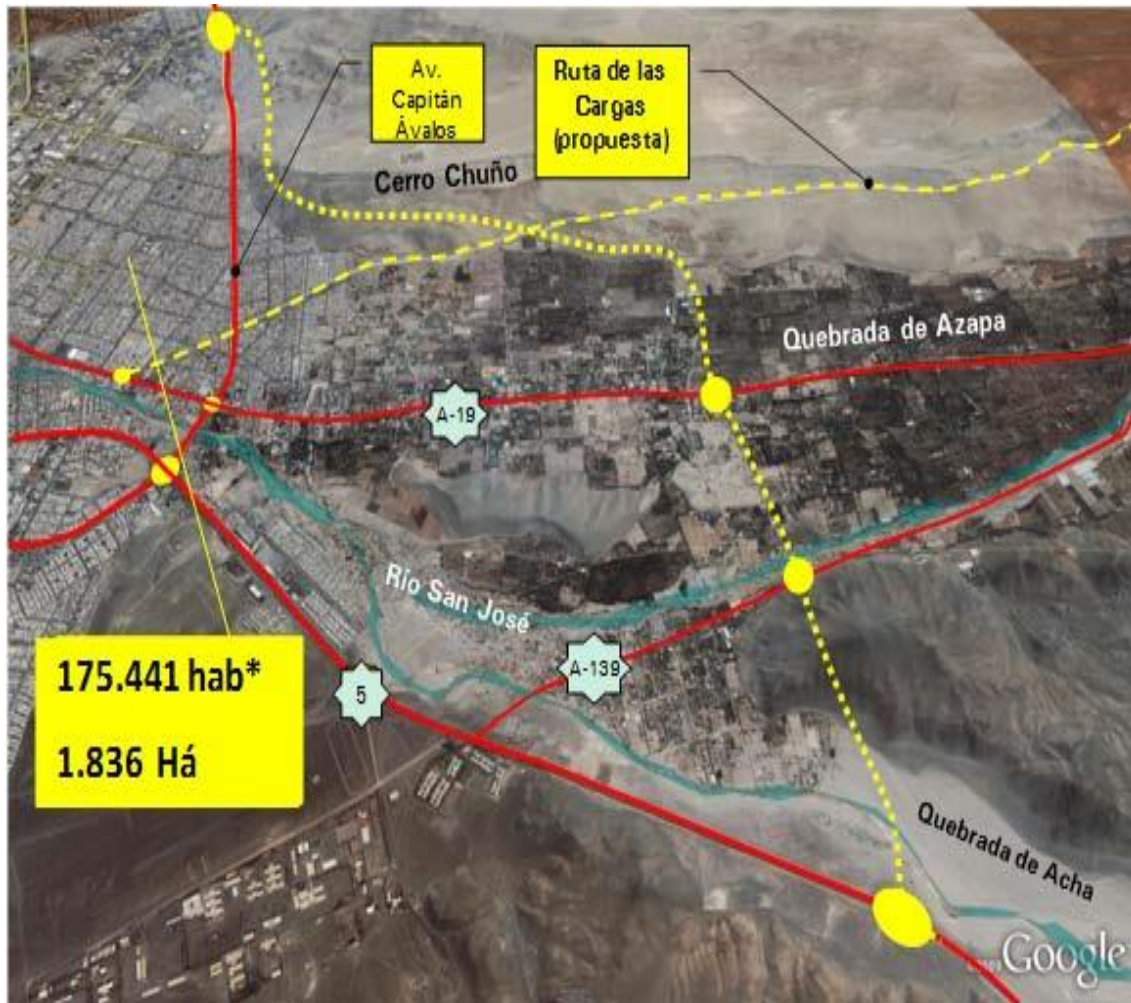 Av.
Capitán
Ávalos
Ruta de las
Cargas
(propuesta)
Cerro Chuño
Quebrada de Azapa
A-19
Río San José
175.441 hab*
1.836 Há
5
A-139
Quebrada de Acha
Google